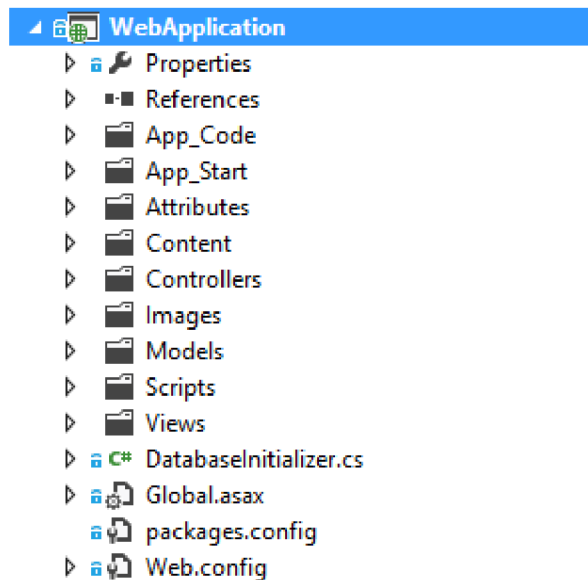 WebApplication
Properties
References
App_Code
App_Start
Attributes
Content
Controllers
Images
Models
Scripts
Views
C# DatabaseInitializer.cs
Global.asax
packages.config
Web.config